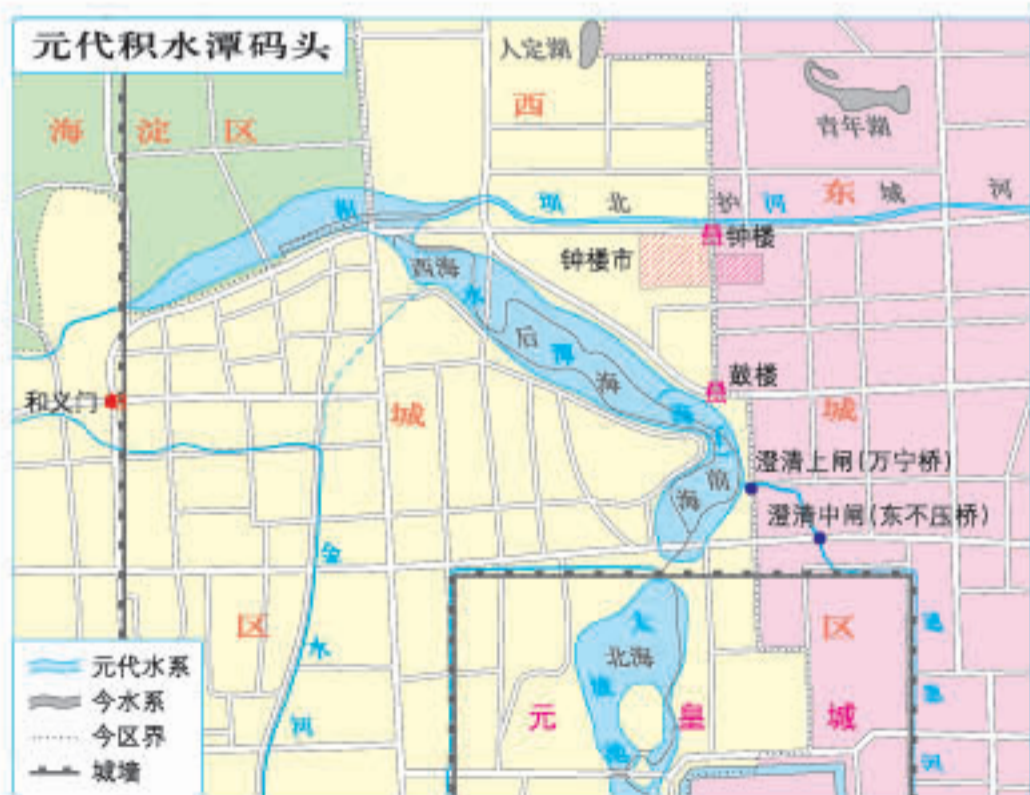 元代积水潭码头
人定湖
西
青年湖
海淀区
坝北护河东城河
钟楼
钟楼市
积水潭
西海
后海
鼓楼
和义门
城
城
澄清上闸(万宁桥)
前海
澄清中闸(东不压桥)
金水河
区
区
太液池
北海
元皇城
通惠河
元代水系
今水系
今区界
城墙